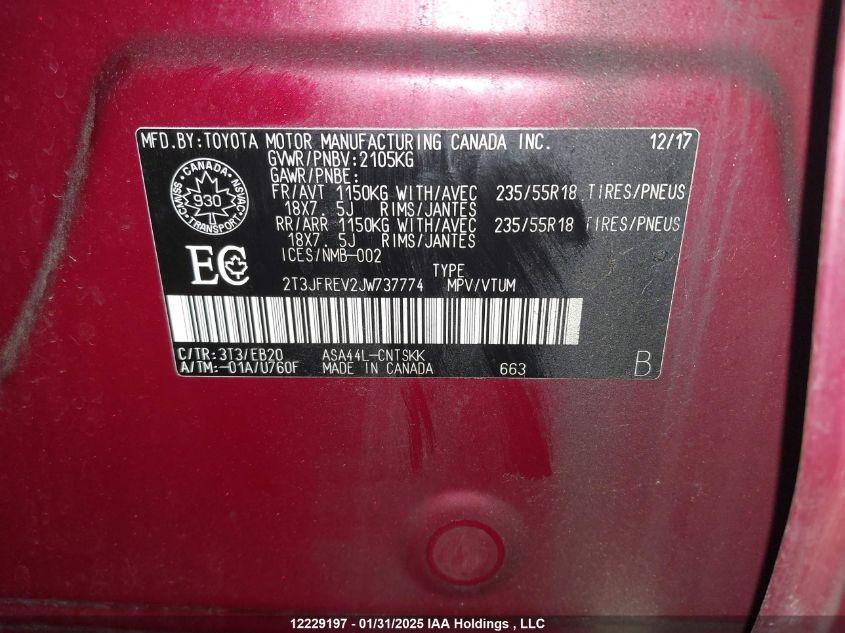 MFD.BY:TOYOTA MOTOR MANUFACTURING CANADA INC. 12/17
GVWR/PNBV:2105KG
GAWR/PNBE:
FR/AVT 1150KG WITH/AVEC 235/55R18 TIRES/PNEUS
18X7.5J RIMS/JANTES
RR/ARR 1150KG WITH/AVEC 235/55R18 TIRES/PNEUS
18X7.5J RIMS/JANTES
ICES/NMB-002
CANADA
CMVSS
NSVAC
930
TRANSPORT
EC
TYPE
2T3JFREV2JW737774 MPV/VTUM
C/TR:3T3/EB20 ASA44L-CNTSKK
A/TM:-01A/U760F MADE IN CANADA 663 B
12229197 - 01/31/2025 IAA Holdings , LLC